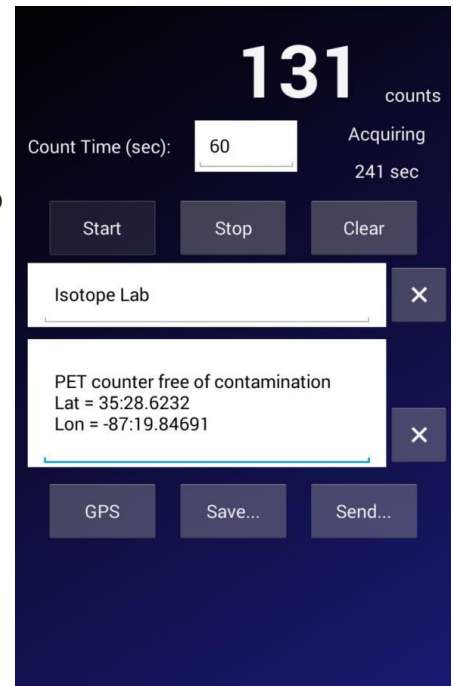 131 counts
Count Time (sec): 60 Acquiring
241 sec
Start Stop Clear
Isotope Lab ×
PET counter free of contamination
Lat = 35:28.6232
Lon = -87:19.84691 ×
GPS Save... Send...